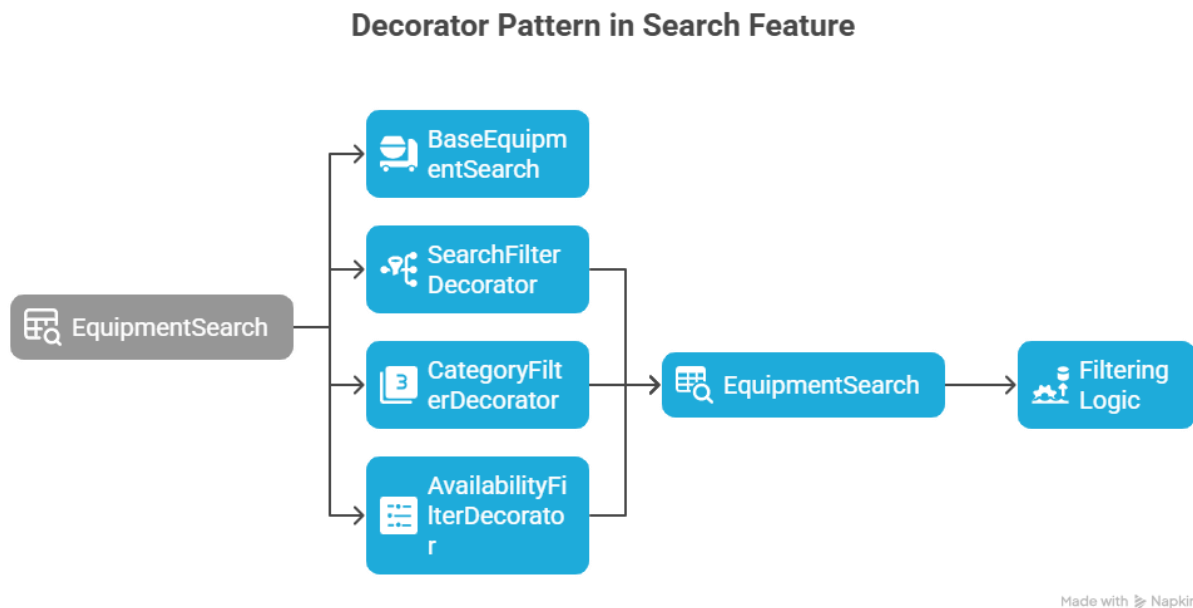 Decorator Pattern in Search Feature
BaseEquipm
entSearch
SearchFilter
Decorator
EquipmentSearch
3
CategoryFilt
erDecorator
EquipmentSearch
Filtering
Logic
AvailabilityFi
lterDecorato
r
Made with Napkin